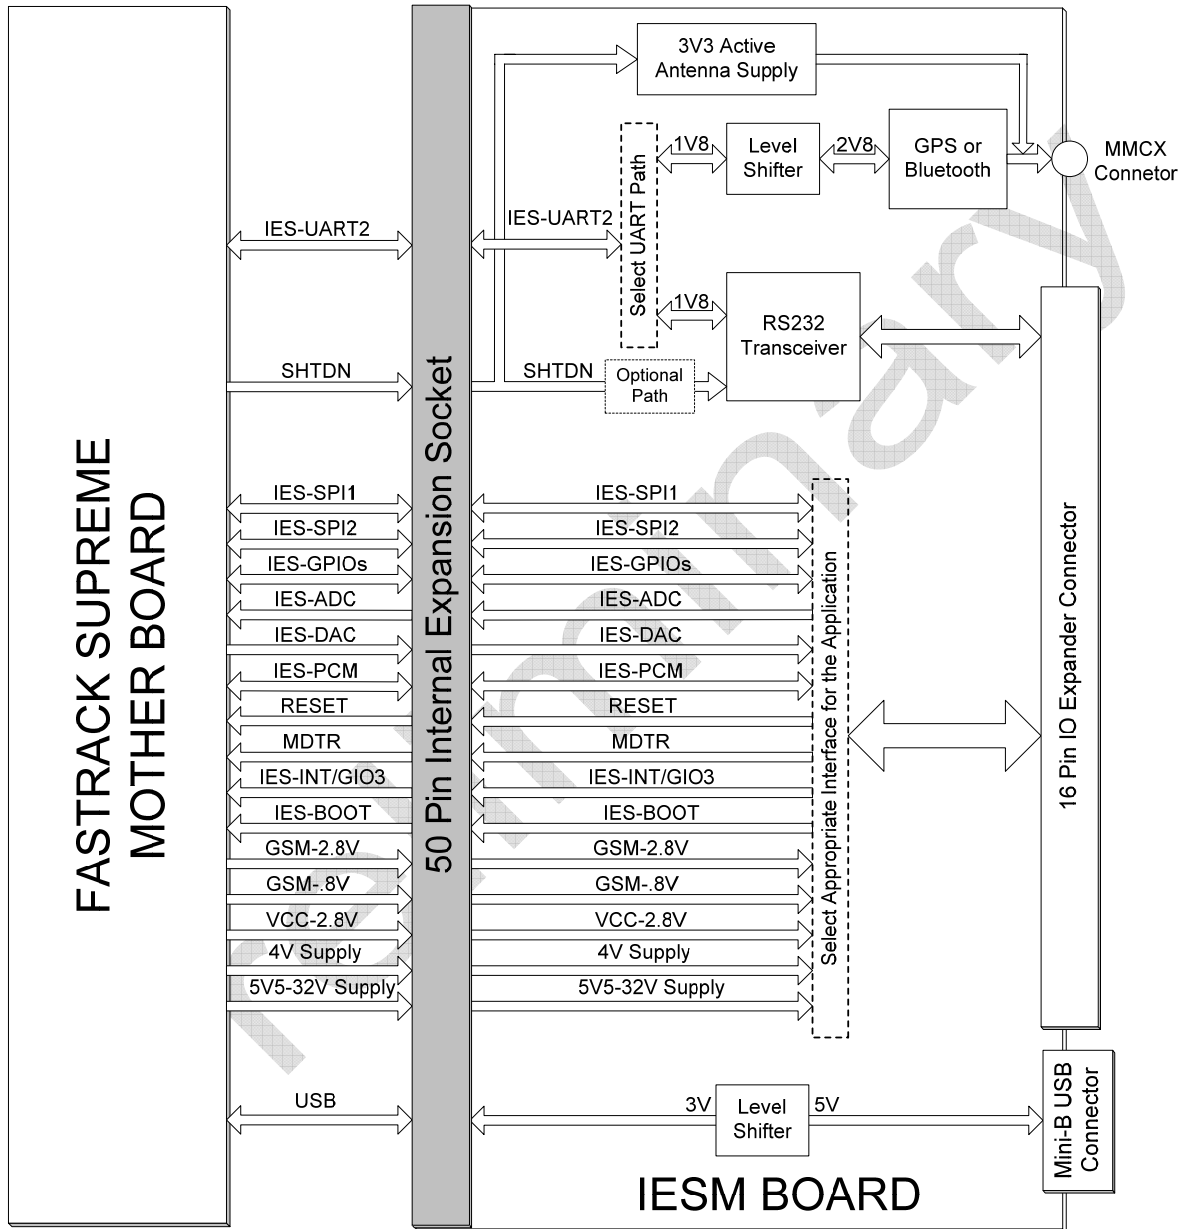 3V3 Active
Antenna Supply
1V8
Level
Shifter
2V8
GPS or
Bluetooth
MMCX
Connetor
Select UART Path
IES-UART2
IES-UART2
1V8
RS232
Transceiver
SHTDN
SHTDN
Optional
Path
FASTRACK SUPREME
MOTHER BOARD
50 Pin Internal Expansion Socket
IES-SPI1
IES-SPI1
IES-SPI2
IES-SPI2
IES-GPIOs
IES-GPIOs
IES-ADC
IES-ADC
IES-DAC
IES-DAC
IES-PCM
IES-PCM
RESET
RESET
MDTR
MDTR
IES-INT/GIO3
IES-INT/GIO3
IES-BOOT
IES-BOOT
GSM-2.8V
GSM-2.8V
GSM-.8V
GSM-.8V
VCC-2.8V
VCC-2.8V
4V Supply
4V Supply
5V5-32V Supply
5V5-32V Supply
Select Appropriate Interface for the Application
16 Pin IO Expander Connector
USB
3V
Level
Shifter
5V
Mini-B USB
Connector
IESM BOARD
reliminary